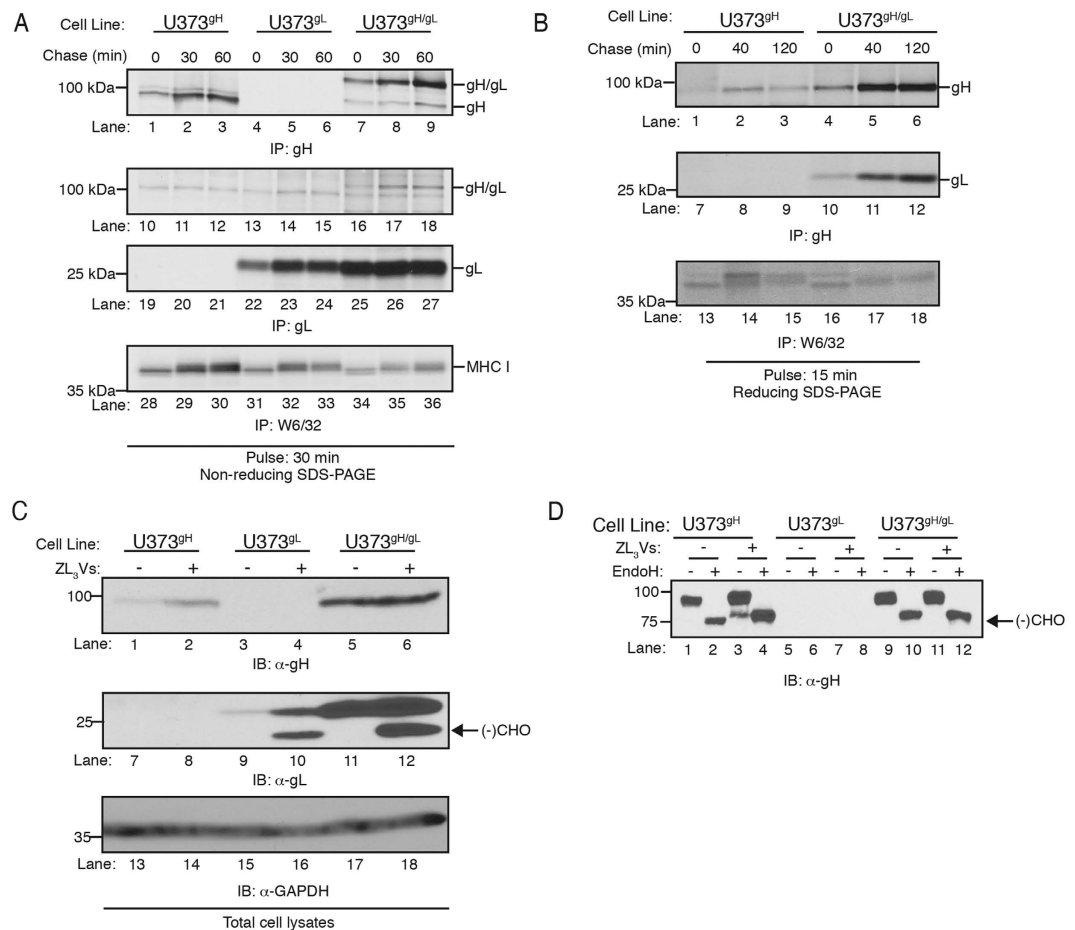 A
Cell Line: U373gH U373gL U373gH/gL
Chase (min) 0 30 60 0 30 60 0 30 60
100 kDa gH/gL
gH
Lane: 1 2 3 4 5 6 7 8 9
IP: gH
100 kDa gH/gL
Lane: 10 11 12 13 14 15 16 17 18
25 kDa gL
Lane: 19 20 21 22 23 24 25 26 27
IP: gL
MHC I
35 kDa
Lane: 28 29 30 31 32 33 34 35 36
IP: W6/32
Pulse: 30 min
Non-reducing SDS-PAGE
B
Cell Line: U373gH U373gH/gL
Chase (min) 0 40 120 0 40 120
100 kDa gH
Lane: 1 2 3 4 5 6
25 kDa gL
Lane: 7 8 9 10 11 12
IP: gH
35 kDa
Lane: 13 14 15 16 17 18
IP: W6/32
Pulse: 15 min
Reducing SDS-PAGE
C
Cell Line: U373gH U373gL U373gH/gL
ZL3Vs: - + - + - +
100
Lane: 1 2 3 4 5 6
IB: α-gH
25 (-)CHO
Lane: 7 8 9 10 11 12
IB: α-gL
35
Lane: 13 14 15 16 17 18
IB: α-GAPDH
Total cell lysates
D
Cell Line: U373gH U373gL U373gH/gL
ZL3Vs: - + - + - +
EndoH: - + - + - + - + - + - +
100
75 (-)CHO
Lane: 1 2 3 4 5 6 7 8 9 10 11 12
IB: α-gH